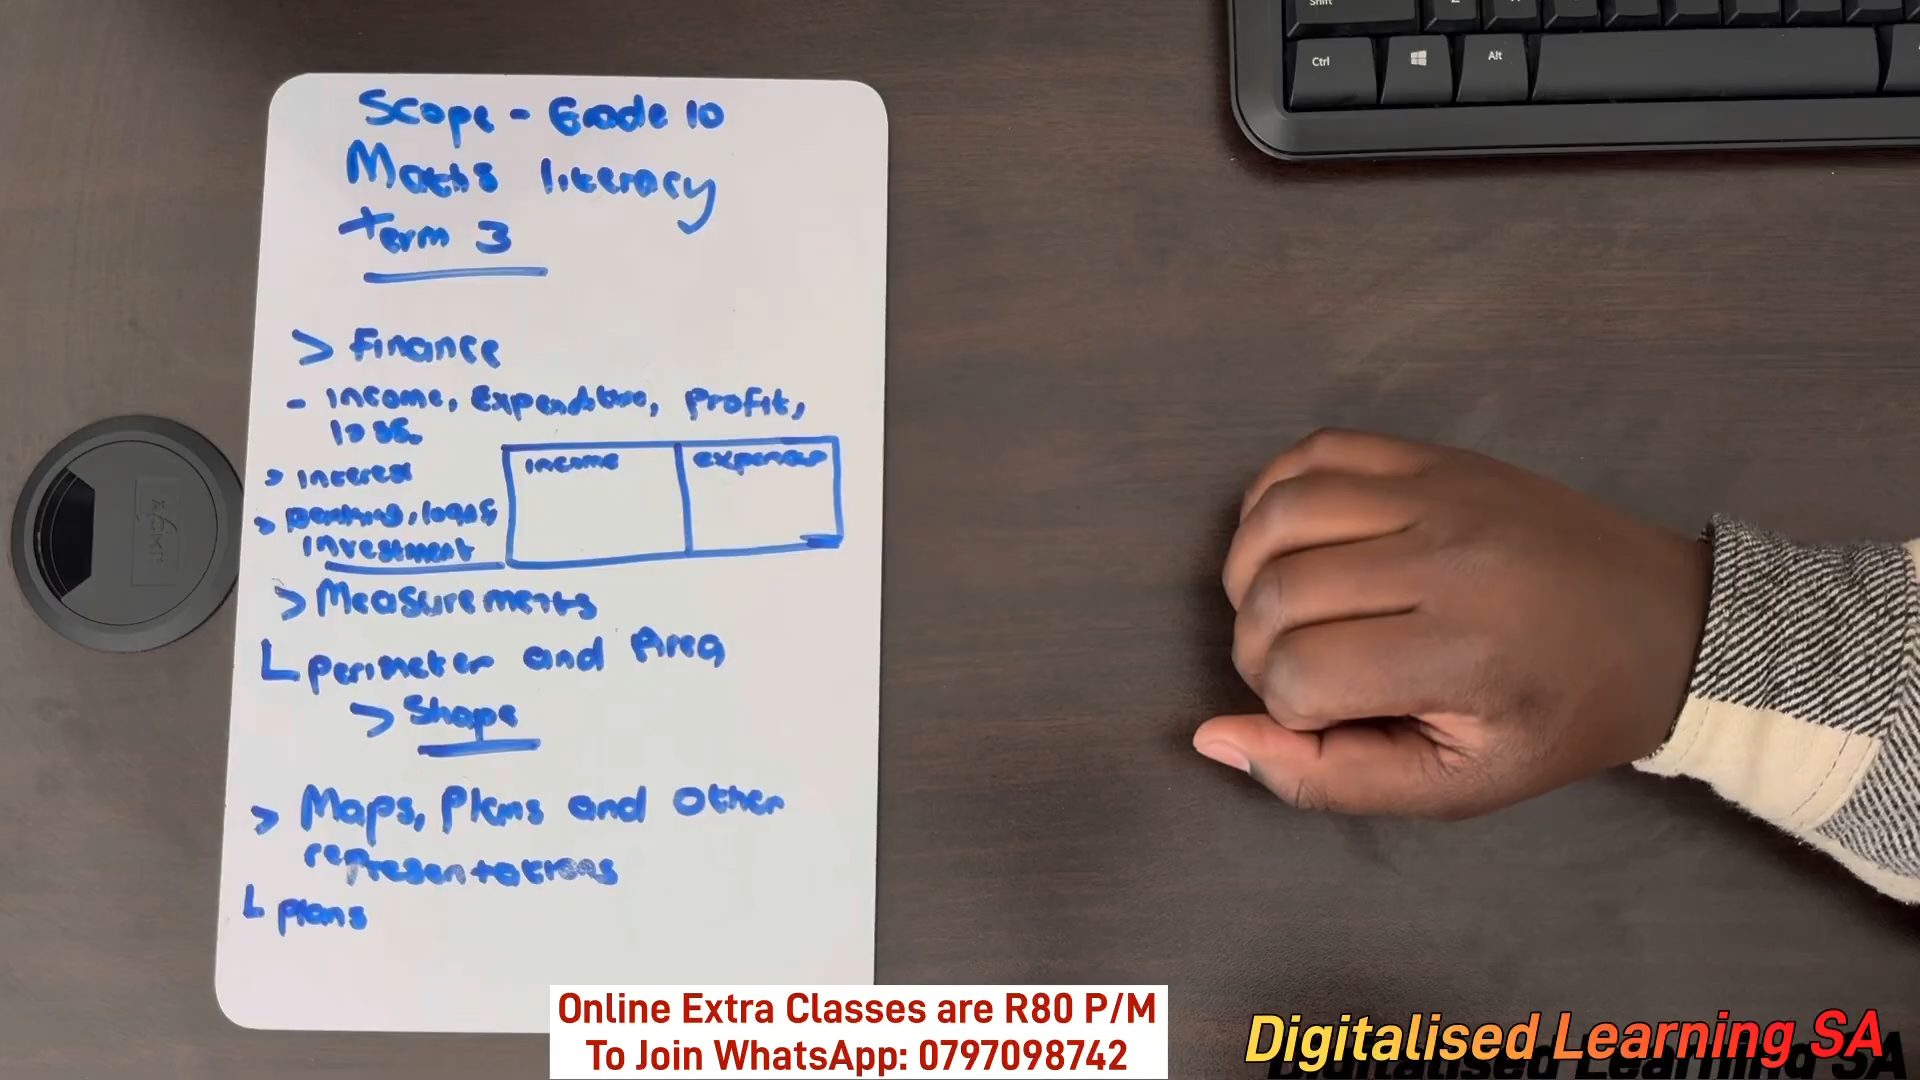 Scope - Grade 10
Maths literacy
term 3
> Finance
- income, Expenditure, Profit,
loss.
> interest
> banking, loans
investment
income
expenses
> Measurements
perimeter and Area
> Shape
> Maps, Plans and other
representations
plans
Shift
Ctrl
Alt
Online Extra Classes are R80 P/M
To Join WhatsApp: 0797098742
Digitalised Learning SA